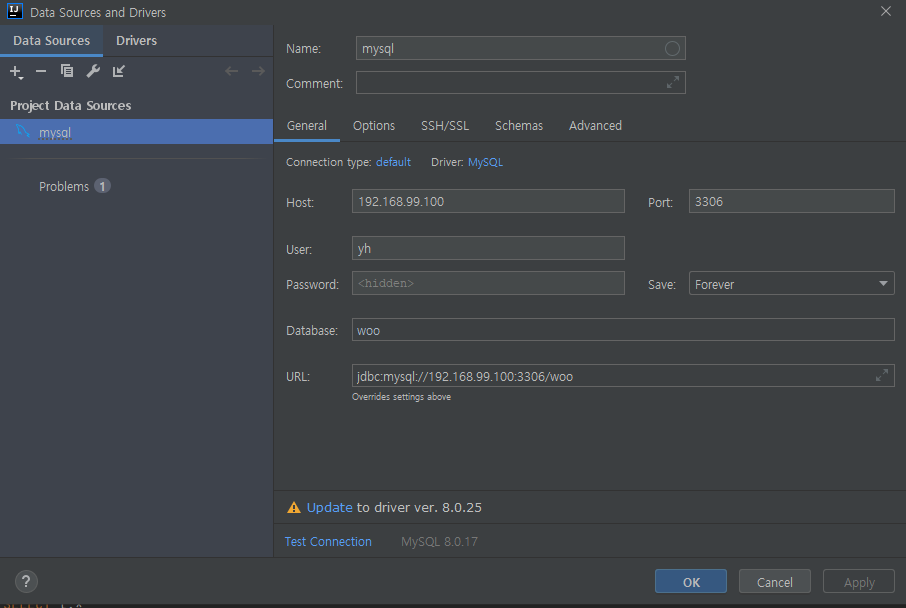 Data Sources and Drivers
Data Sources Drivers
Project Data Sources
mysql
Problems 1
Name: mysql
Comment:
General Options SSH/SSL Schemas Advanced
Connection type: default Driver: MySQL
Host: 192.168.99.100 Port: 3306
User: yh
Password: <hidden> Save: Forever
Database: woo
URL: jdbc:mysql://192.168.99.100:3306/woo
Overrides settings above
Update to driver ver. 8.0.25
Test Connection MySQL 8.0.17
? OK Cancel Apply